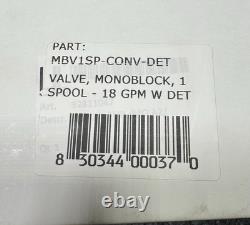 PART:
MBV1SP-CONV-DET
VALVE, MONOBLOCK, 1
SPOOL - 18 GPM W DET
8 30344 00037 0